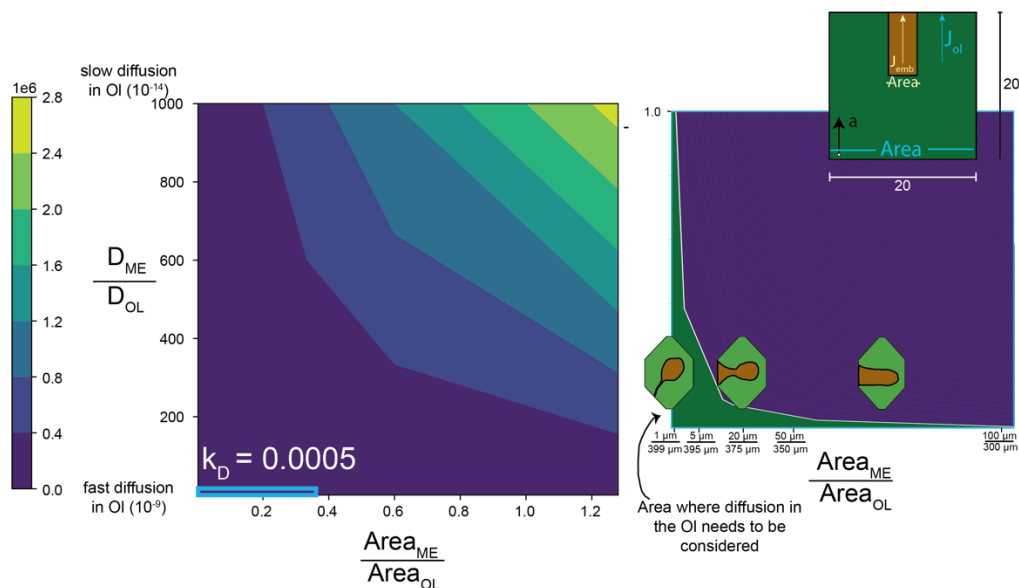 slow diffusion
in Ol (10⁻¹⁴)
1e6
2.8
2.4
2.0
1.6
1.2
0.8
0.4
0.0
fast diffusion
in Ol (10⁻⁹)
D_ME
D_OL
1000
800
600
400
200
k_D = 0.0005
0.2
0.4
0.6
0.8
1.0
1.2
Area_ME
Area_OL
J_emb
Area
J_ol
20
a
Area
20
1.0
1 µm
399 µm
5 µm
395 µm
20 µm
375 µm
50 µm
350 µm
100 µm
300 µm
Area_ME
Area_OL
Area where diffusion in
the OI needs to be
considered